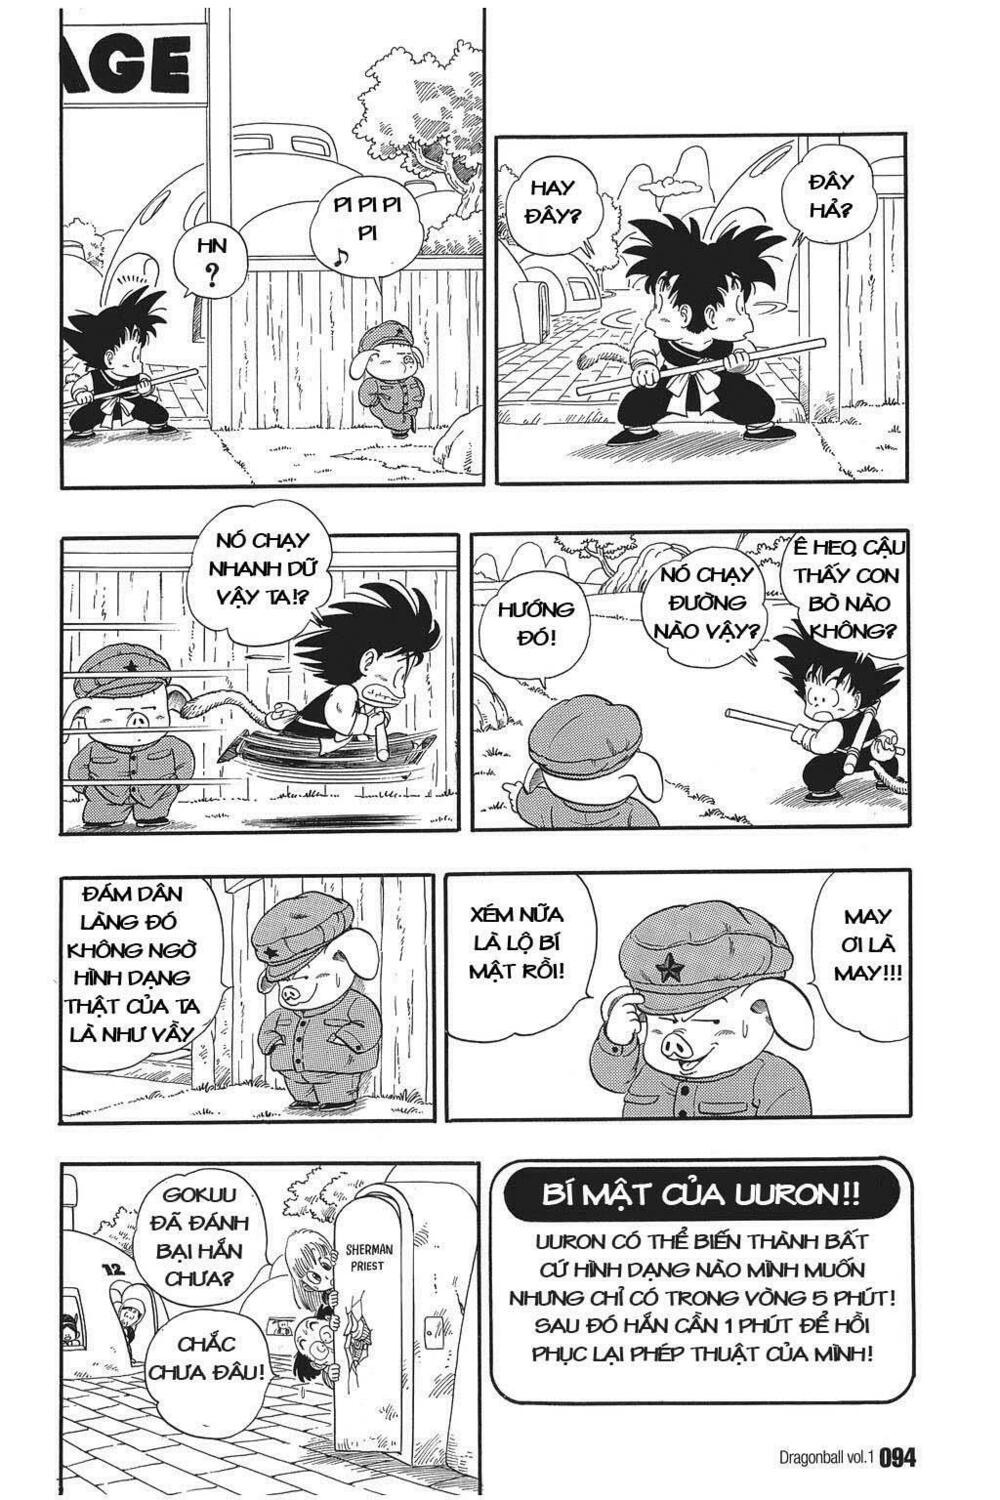 AGE
HN
?
PI PI PI
PI
HAY
ĐÂY?
ĐÂY
HẢ?
NÓ CHẠY
NHANH DỮ
VẬY TA!?
Ê HEO, CẬU
THẤY CON
BÒ NÀO
KHÔNG?
NÓ CHẠY
ĐƯỜNG
NÀO VẬY?
HƯỚNG
ĐÓ!
ĐÁM DÂN
LÀNG ĐÓ
KHÔNG NGỜ
HÌNH DẠNG
THẬT CỦA TA
LÀ NHƯ VẦY
XÉM NỮA
LÀ LỘ BÍ
MẬT RỒI!
MAY
ƠI LÀ
MAY!!!
GOKUU
ĐÃ ĐÁNH
BẠI HẮN
CHƯA?
CHẮC
CHƯA ĐÂU!
12
SHERMAN
PRIEST
BÍ MẬT CỦA UURON!!
UURON CÓ THỂ BIẾN THÀNH BẤT
CỨ HÌNH DẠNG NÀO MÌNH MUỐN
NHƯNG CHỈ CÓ TRONG VÒNG 5 PHÚT!
SAU ĐÓ HẮN CẦN 1 PHÚT ĐỂ HỒI
PHỤC LẠI PHÉP THUẬT CỦA MÌNH!
Dragonball vol.1 094